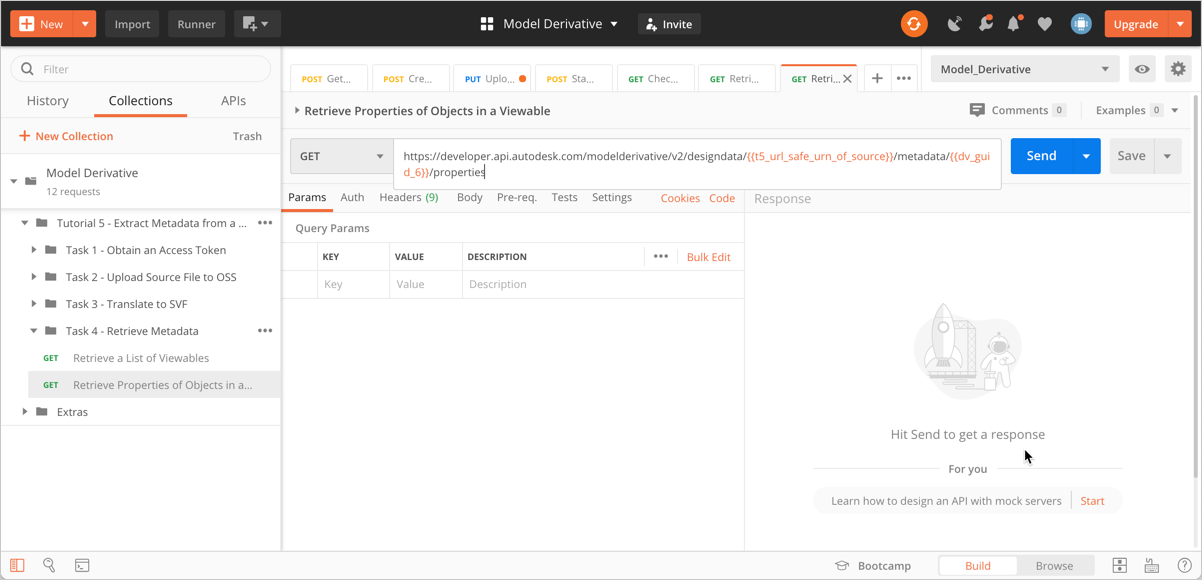 New
Import
Runner
Model Derivative
Invite
Upgrade
Filter
History
Collections
APIs
New Collection
Trash
Model Derivative
12 requests
Tutorial 5 - Extract Metadata from a ...
Task 1 - Obtain an Access Token
Task 2 - Upload Source File to OSS
Task 3 - Translate to SVF
Task 4 - Retrieve Metadata
GET Retrieve a List of Viewables
GET Retrieve Properties of Objects in a...
Extras
POST Get...
POST Cre...
PUT Uplo...
POST Sta...
GET Chec...
GET Retri...
GET Retri...
Model_Derivative
Retrieve Properties of Objects in a Viewable
Comments 0
Examples 0
GET
https://developer.api.autodesk.com/modelderivative/v2/designdata/{{t5_url_safe_urn_of_source}}/metadata/{{dv_gui
d_6}}/properties
Send
Save
Params
Auth
Headers (9)
Body
Pre-req.
Tests
Settings
Cookies
Code
Response
Query Params
KEY
VALUE
DESCRIPTION
Bulk Edit
Key
Value
Description
Hit Send to get a response
For you
Learn how to design an API with mock servers
Start
Bootcamp
Build
Browse